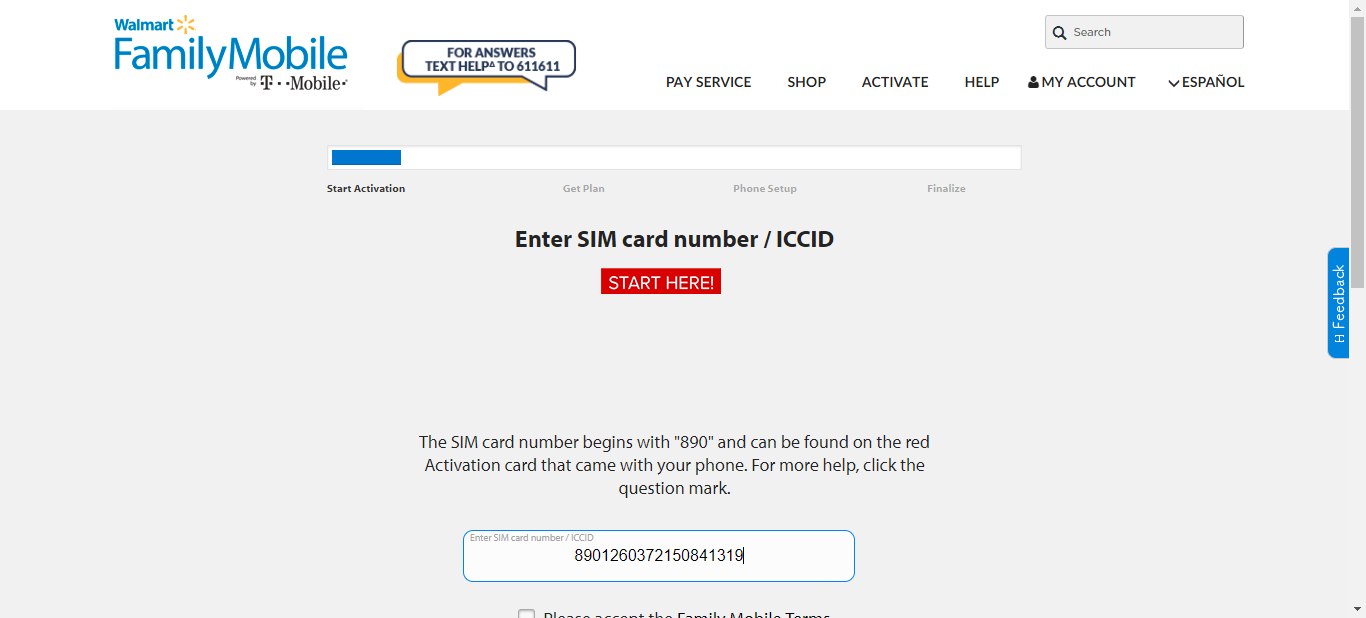 Walmart
FamilyMobile
Powered by T··Mobile·
FOR ANSWERS
TEXT HELP^ TO 611611
Search
PAY SERVICE
SHOP
ACTIVATE
HELP
MY ACCOUNT
ESPAÑOL
Start Activation
Get Plan
Phone Setup
Finalize
Enter SIM card number / ICCID
START HERE!
H Feedback
The SIM card number begins with "890" and can be found on the red
Activation card that came with your phone. For more help, click the
question mark.
Enter SIM card number / ICCID
8901260372150841319
Please accept the Family Mobile Terms